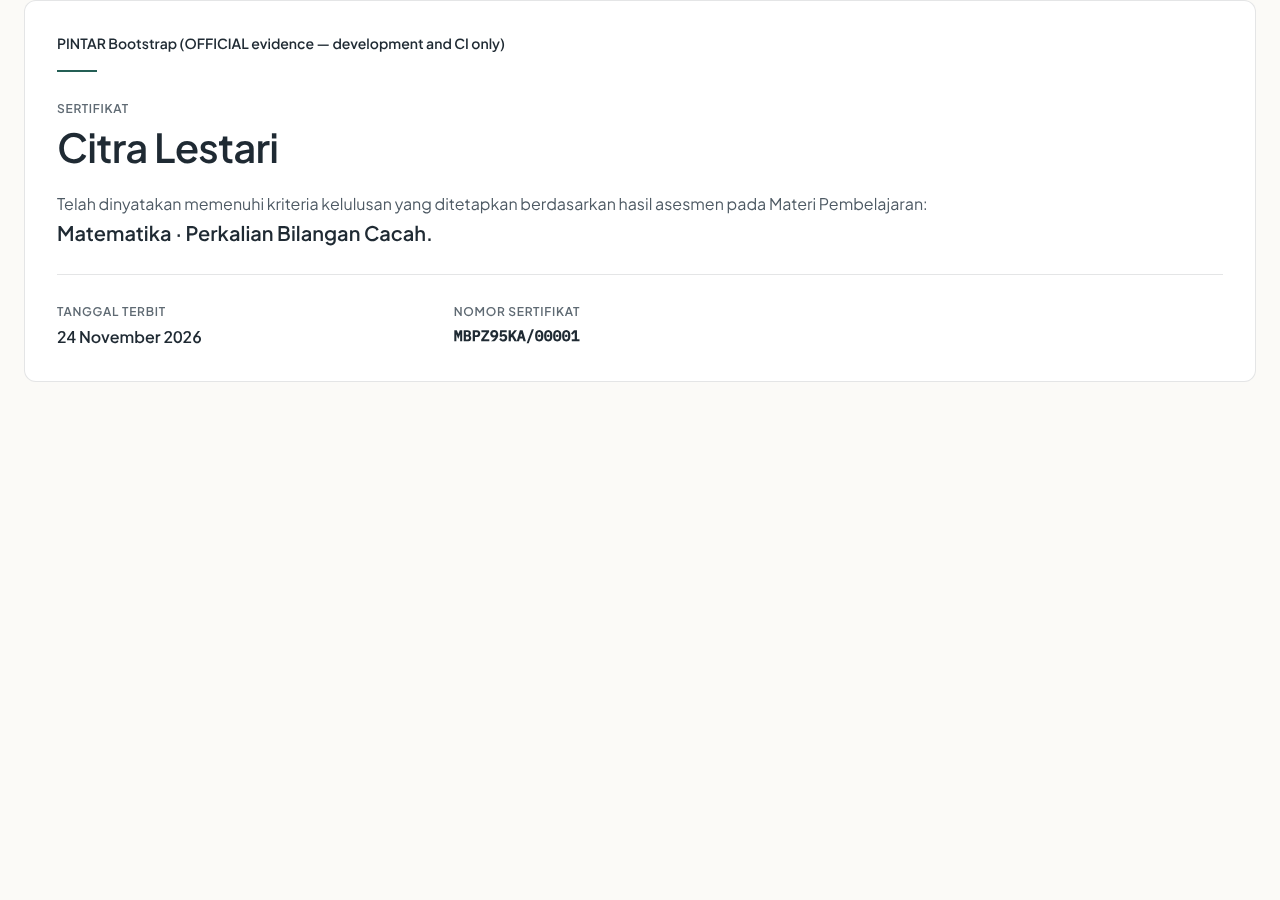 PINTAR Bootstrap (OFFICIAL evidence — development and CI only)
SERTIFIKAT
Citra Lestari
Telah dinyatakan memenuhi kriteria kelulusan yang ditetapkan berdasarkan hasil asesmen pada Materi Pembelajaran:
Matematika · Perkalian Bilangan Cacah.
TANGGAL TERBIT
24 November 2026
NOMOR SERTIFIKAT
MBPZ95KA/00001